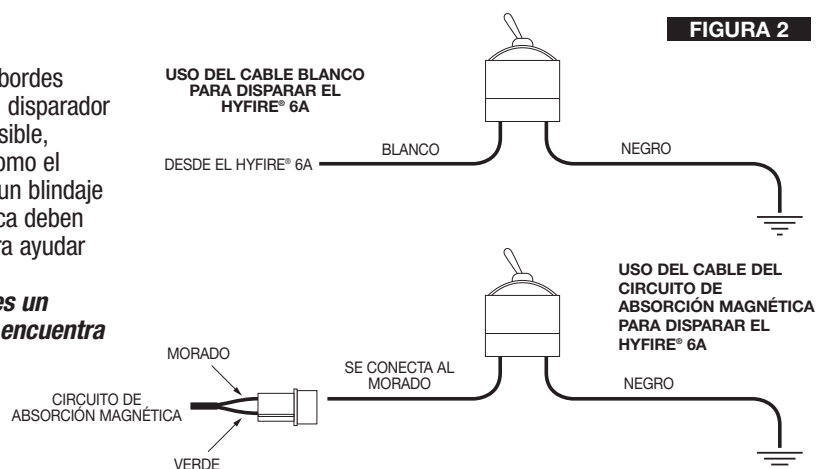 bordes
disparador
sible,
omo el
un blindaje
ca deben
ra ayudar
es un
encuentra
FIGURA 2
USO DEL CABLE BLANCO
PARA DISPARAR EL
HYFIRE® 6A
DESDE EL HYFIRE® 6A
BLANCO
NEGRO
USO DEL CABLE DEL
CIRCUITO DE
ABSORCIÓN MAGNÉTICA
PARA DISPARAR EL
HYFIRE® 6A
MORADO
CIRCUITO DE
ABSORCIÓN MAGNÉTICA
VERDE
SE CONECTA AL
MORADO
NEGRO